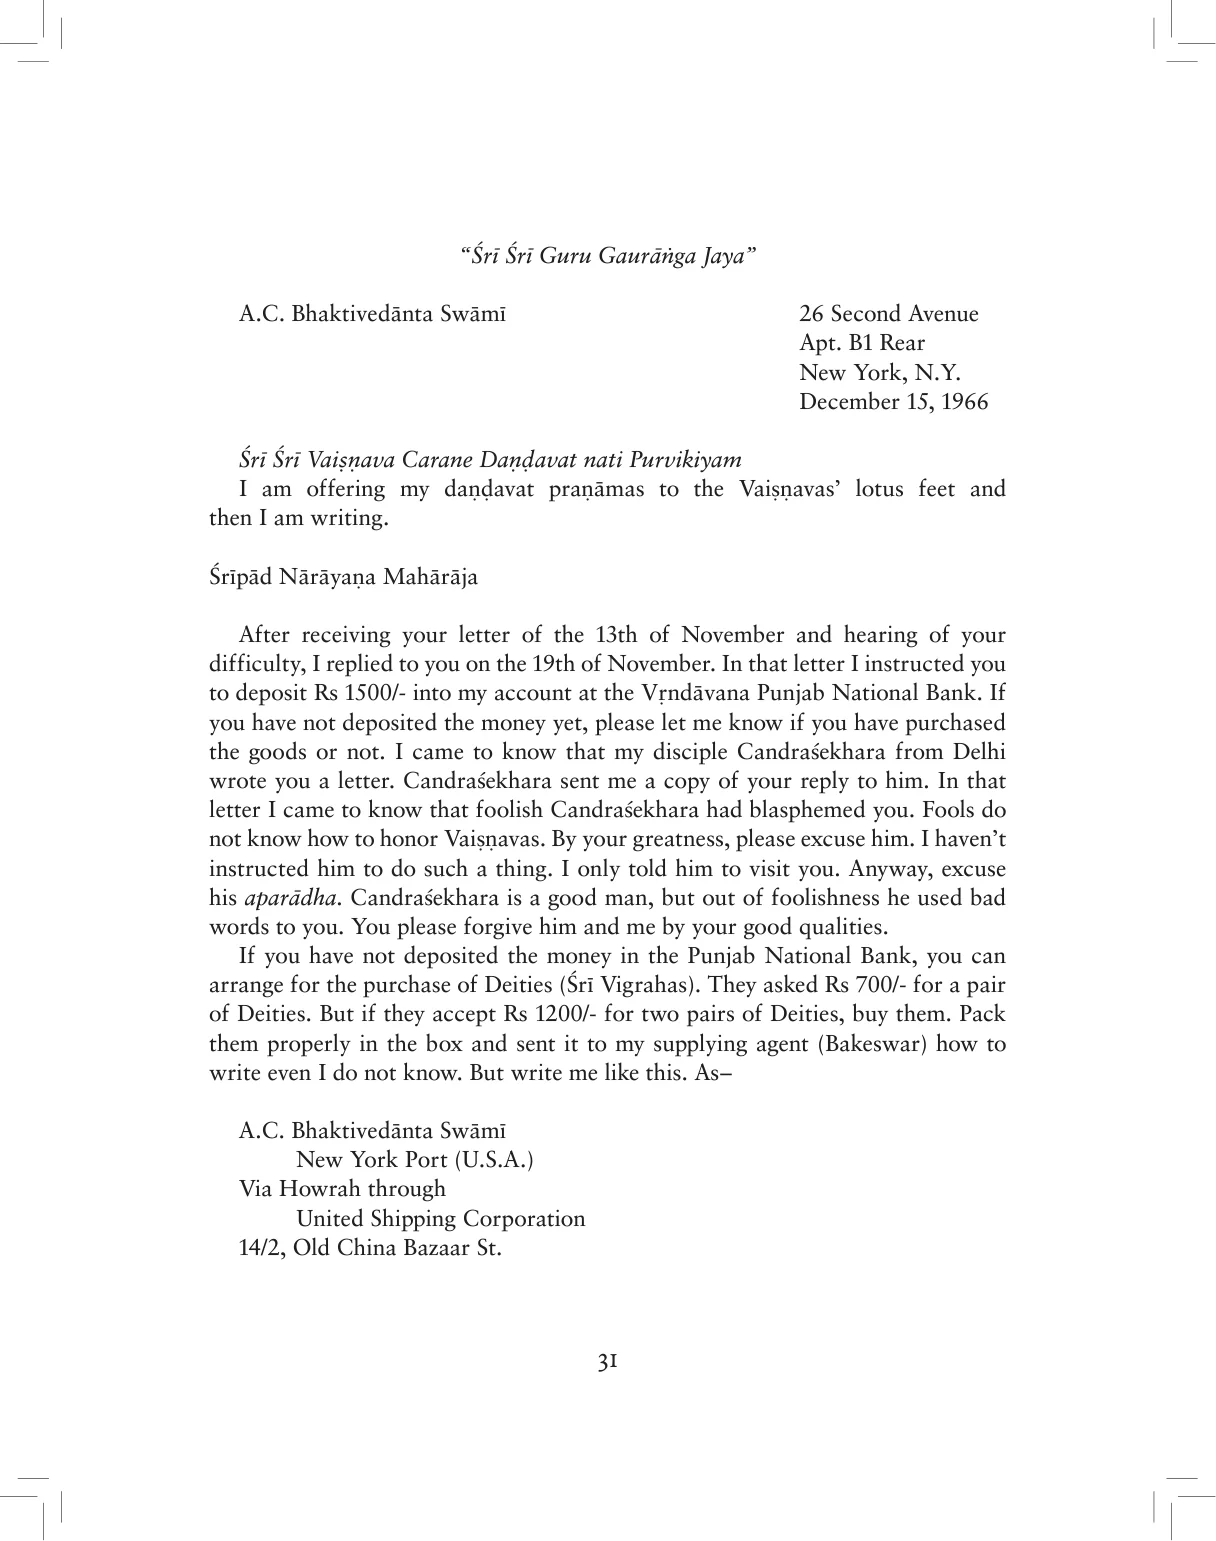 “Śrī Śrī Guru Gaurāṅga Jaya”
A.C. Bhaktivedānta Swāmī
26 Second Avenue
Apt. B1 Rear
New York, N.Y.
December 15, 1966
Śrī Śrī Vaiṣṇava Carane Daṇḍavat nati Purvikiyam
I am offering my daṇḍavat praṇāmas to the Vaiṣṇavas’ lotus feet and
then I am writing.
Śrīpād Nārāyaṇa Mahārāja
After receiving your letter of the 13th of November and hearing of your
difficulty, I replied to you on the 19th of November. In that letter I instructed you
to deposit Rs 1500/- into my account at the Vṛndāvana Punjab National Bank. If
you have not deposited the money yet, please let me know if you have purchased
the goods or not. I came to know that my disciple Candraśekhara from Delhi
wrote you a letter. Candraśekhara sent me a copy of your reply to him. In that
letter I came to know that foolish Candraśekhara had blasphemed you. Fools do
not know how to honor Vaiṣṇavas. By your greatness, please excuse him. I haven’t
instructed him to do such a thing. I only told him to visit you. Anyway, excuse
his aparādha. Candraśekhara is a good man, but out of foolishness he used bad
words to you. You please forgive him and me by your good qualities.
If you have not deposited the money in the Punjab National Bank, you can
arrange for the purchase of Deities (Śrī Vigrahas). They asked Rs 700/- for a pair
of Deities. But if they accept Rs 1200/- for two pairs of Deities, buy them. Pack
them properly in the box and sent it to my supplying agent (Bakeswar) how to
write even I do not know. But write me like this. As–
A.C. Bhaktivedānta Swāmī
New York Port (U.S.A.)
Via Howrah through
United Shipping Corporation
14/2, Old China Bazaar St.
31